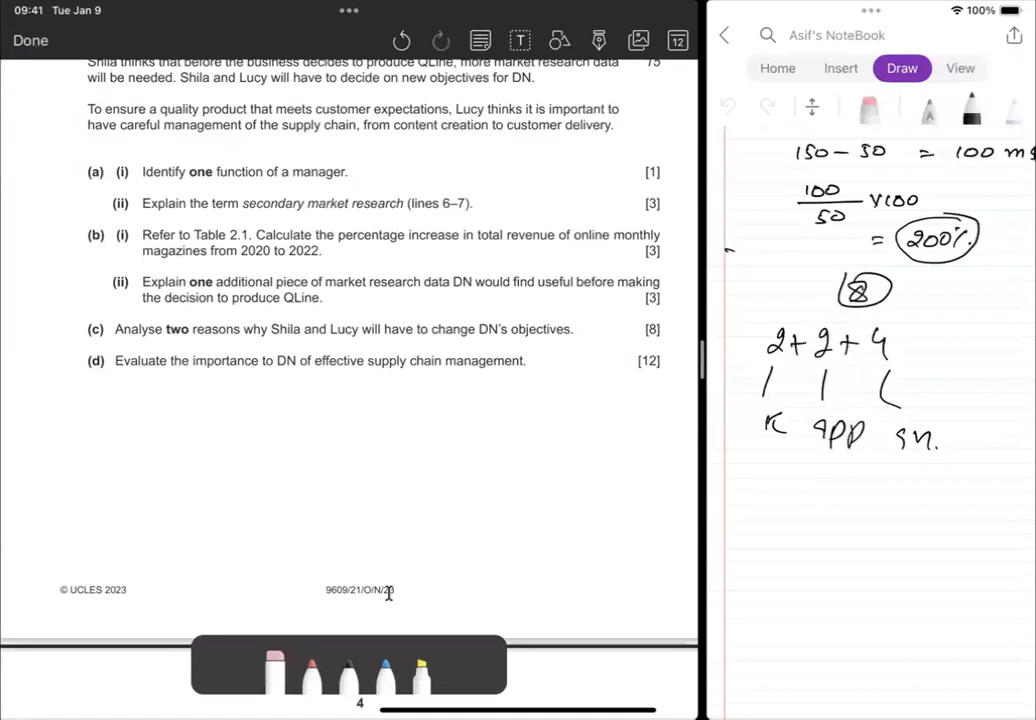 09:41 Tue Jan 9
100%
Done
12
Asif's NoteBook
Home Insert Draw View
A
Shila thinks that before the business decides to produce QLine, more market research data 15
will be needed. Shila and Lucy will have to decide on new objectives for DN.
To ensure a quality product that meets customer expectations, Lucy thinks it is important to
have careful management of the supply chain, from content creation to customer delivery.
(a) (i) Identify one function of a manager. [1]
(ii) Explain the term secondary market research (lines 6–7). [3]
(b) (i) Refer to Table 2.1. Calculate the percentage increase in total revenue of online monthly
magazines from 2020 to 2022. [3]
(ii) Explain one additional piece of market research data DN would find useful before making
the decision to produce QLine. [3]
(c) Analyse two reasons why Shila and Lucy will have to change DN's objectives. [8]
(d) Evaluate the importance to DN of effective supply chain management. [12]
© UCLES 2023 9609/21/O/N/23
4
150 - 50 = 100 m$
100
50
x100
= 200%
8
2 + 2 + 4
K app an.